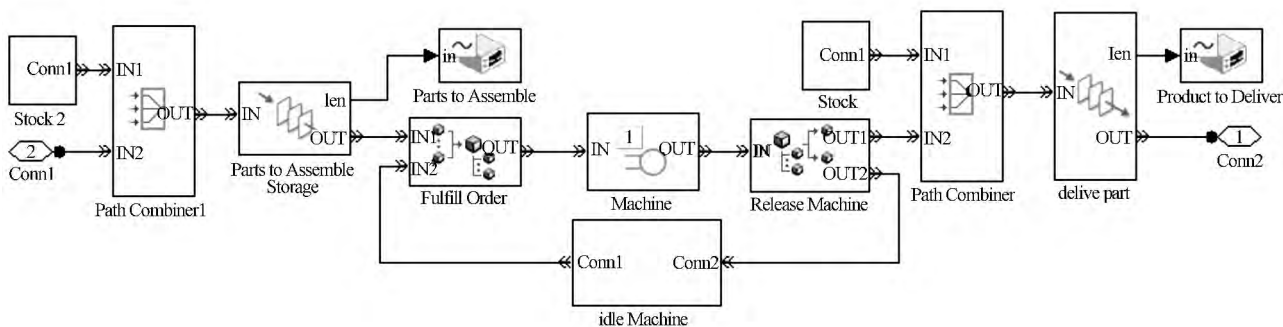 Conn1
Stock 2
2
Conn1
IN1
OUT
IN2
Path Combiner1
IN
len
OUT
Parts to Assemble
Storage
in
Parts to Assemble
IN1
OUT
IN2
Fulfill Order
1
IN
OUT
Machine
IN
OUT1
OUT2
Release Machine
Conn1
Conn2
idle Machine
Conn1
Stock
IN1
OUT
IN2
Path Combiner
len
IN
OUT
delive part
in
Product to Deliver
1
Conn2